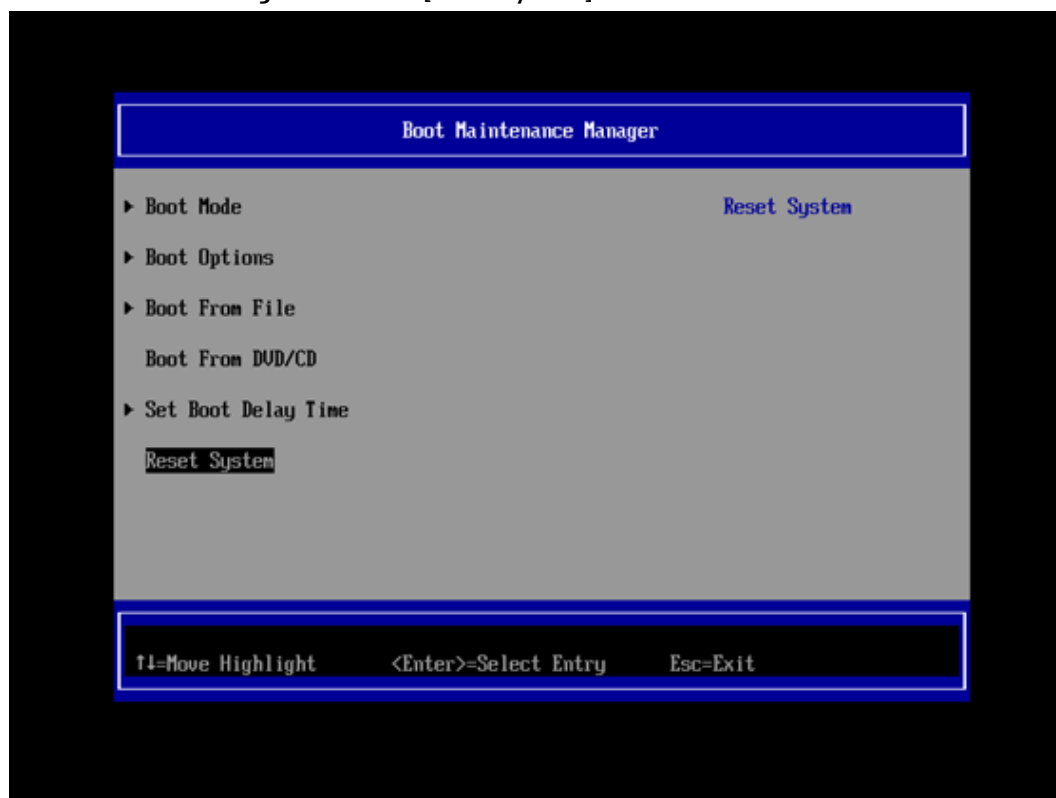 Boot Maintenance Manager
Boot Mode
Reset System
Boot Options
Boot From File
Boot From DVD/CD
Set Boot Delay Time
Reset System
↑↓=Move Highlight <Enter>=Select Entry Esc=Exit